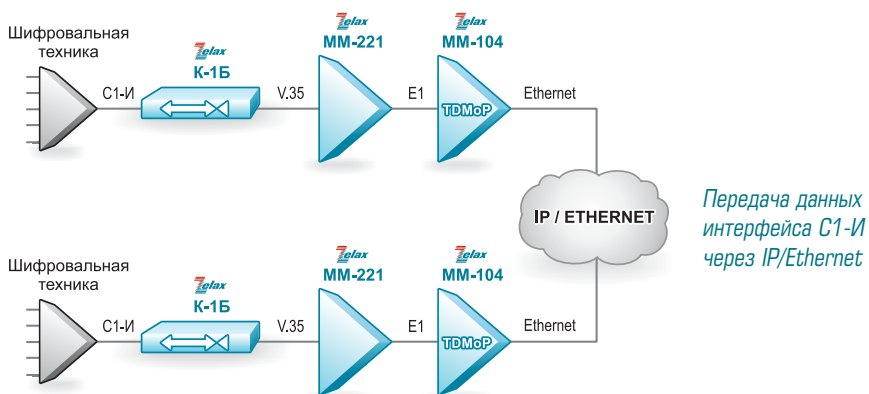 Шифровальная
техника
С1-И
Zelax
К-1Б
V.35
Zelax
ММ-221
E1
Zelax
ММ-104
TDMoP
Ethernet
IP / ETHERNET
Передача данных
интерфейса С1-И
через IP/Ethernet
Шифровальная
техника
С1-И
Zelax
К-1Б
V.35
Zelax
ММ-221
E1
Zelax
ММ-104
TDMoP
Ethernet